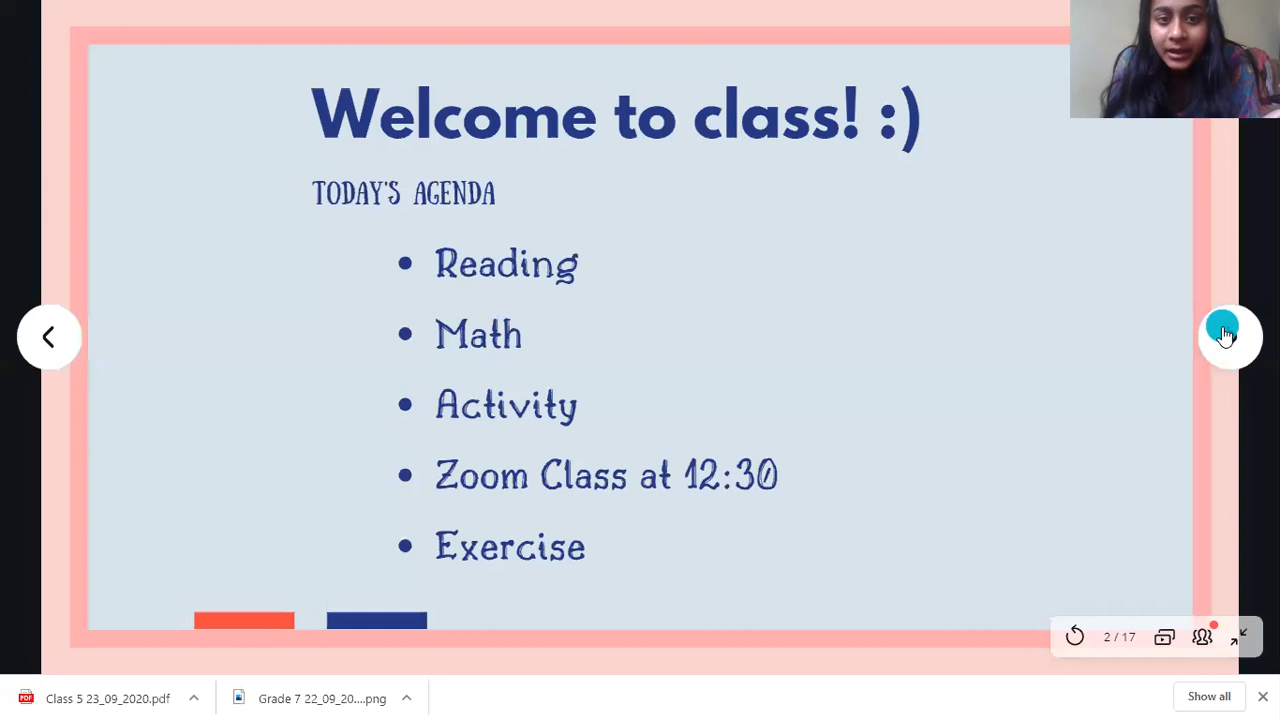 Welcome to class! :)
TODAY'S AGENDA
• Reading
• Math
• Activity
• Zoom Class at 12:30
• Exercise
2 / 17
PDF
Class 5 23_09_2020.pdf
Grade 7 22_09_20....png
Show all